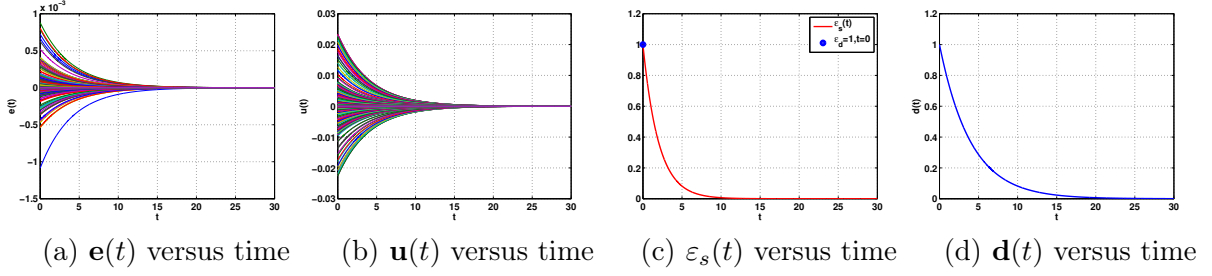 x 10⁻³
1
0.5
0
−0.5
−1
−1.5
e(t)
0 5 10 15 20 25 30
t
0.03
0.02
0.01
0
−0.01
−0.02
−0.03
u(t)
0 5 10 15 20 25 30
t
1.2
1
0.8
0.6
0.4
0.2
0
ε_s(t)
ε_d=1,t=0
0 5 10 15 20 25 30
t
1.2
1
0.8
0.6
0.4
0.2
0
d(t)
0 5 10 15 20 25 30
t
(a) e(t) versus time (b) u(t) versus time (c) ε_s(t) versus time (d) d(t) versus time